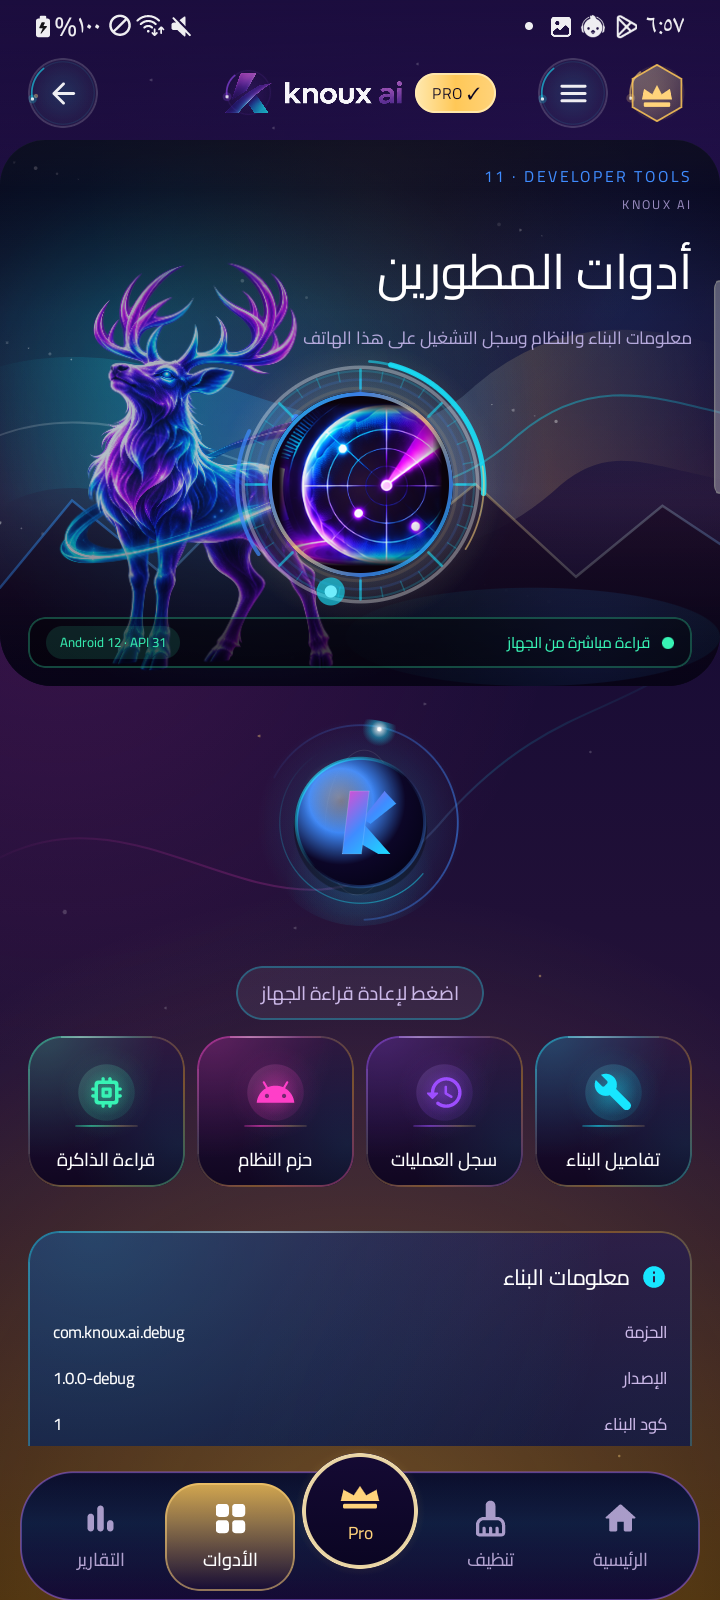 ٦:٥٧
%١٠٠
knoux ai
PRO ✓
11 · DEVELOPER TOOLS
KNOUX AI
أدوات المطورين
معلومات البناء والنظام وسجل التشغيل على هذا الهاتف
قراءة مباشرة من الجهاز
Android 12 · API 31
K
اضغط لإعادة قراءة الجهاز
تفاصيل البناء
سجل العمليات
حزم النظام
قراءة الذاكرة
معلومات البناء
الحزمة com.knoux.ai.debug
الإصدار 1.0.0-debug
كود البناء 1
الرئيسية
تنظيف
Pro
الأدوات
التقارير